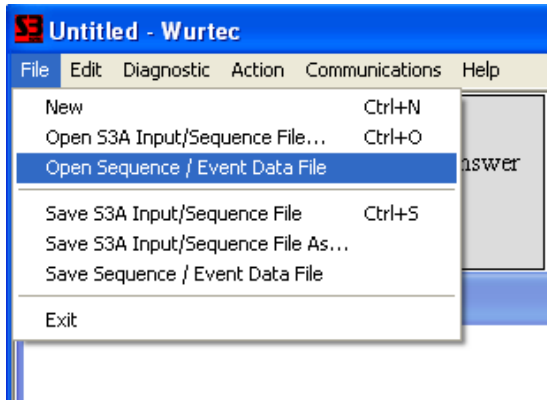 S3 Untitled - Wurtec
File Edit Diagnostic Action Communications Help
New Ctrl+N
Open S3A Input/Sequence File... Ctrl+O
Open Sequence / Event Data File
Save S3A Input/Sequence File Ctrl+S
Save S3A Input/Sequence File As...
Save Sequence / Event Data File
Exit